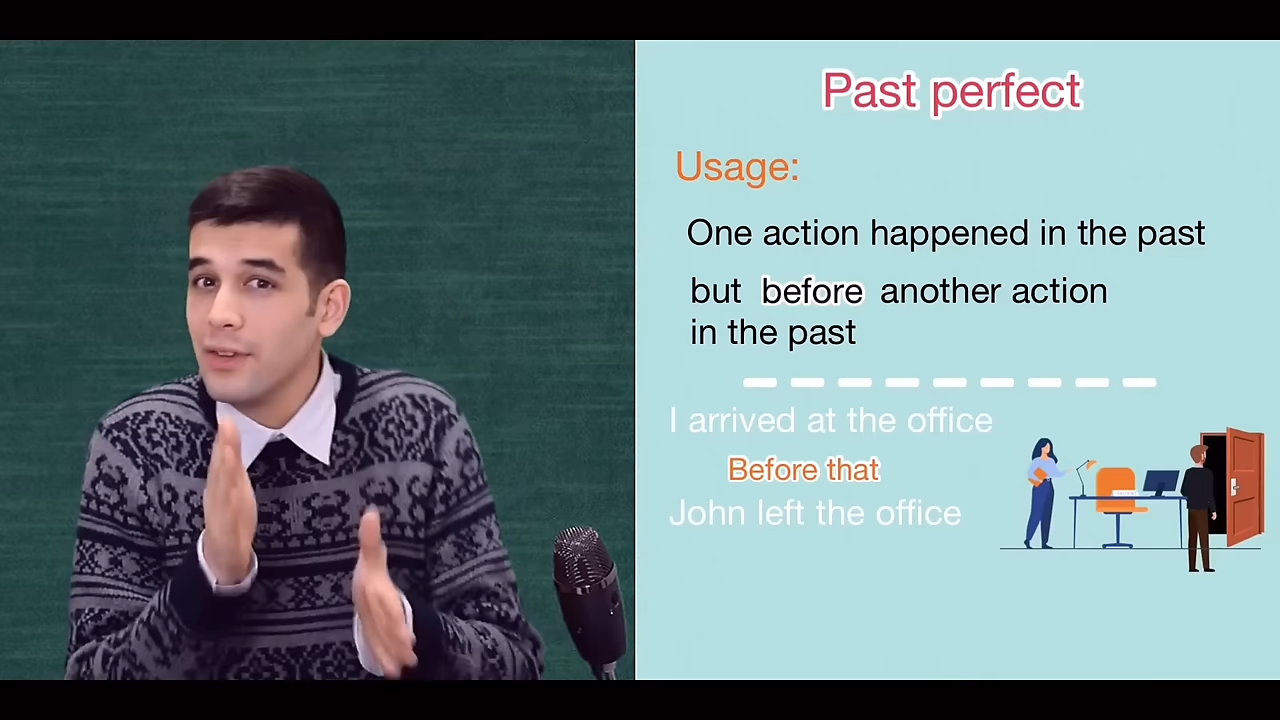 Past perfect
Usage:
One action happened in the past
but before another action
in the past
I arrived at the office
Before that
John left the office